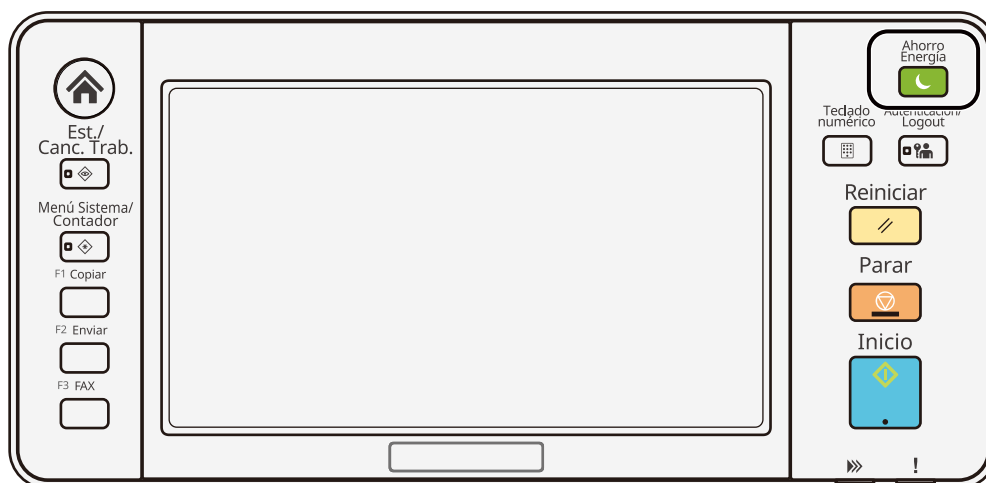 Est./
Canc. Trab.
Menú Sistema/
Contador
F1 Copiar
F2 Enviar
F3 FAX
Ahorro
Energía
Teclado
numérico
Autenticación/
Logout
Reiniciar
Parar
Inicio
!